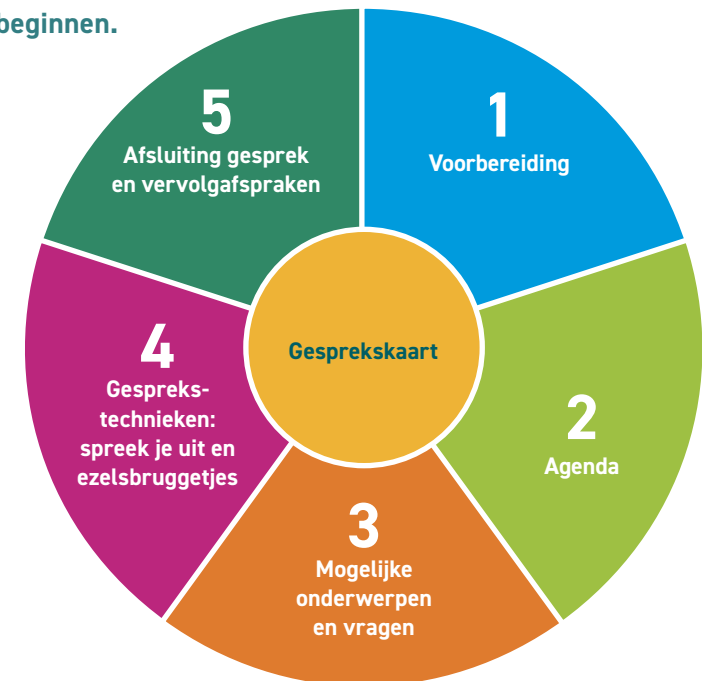 beginnen.
1
Voorbereiding
2
Agenda
3
Mogelijke
onderwerpen
en vragen
4
Gespreks-
technieken:
spreek je uit en
ezelsbruggetjes
5
Afsluiting gesprek
en vervolgafspraken
Gesprekskaart